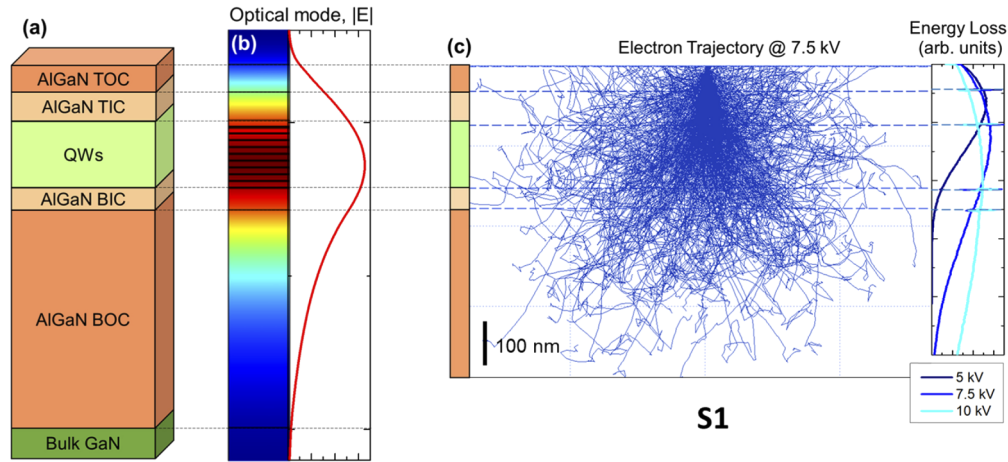 (a)
AlGaN TOC
AlGaN TIC
QWs
AlGaN BIC
AlGaN BOC
Bulk GaN
Optical mode, |E|
(b)
(c)
Electron Trajectory @ 7.5 kV
100 nm
S1
Energy Loss
(arb. units)
5 kV
7.5 kV
10 kV